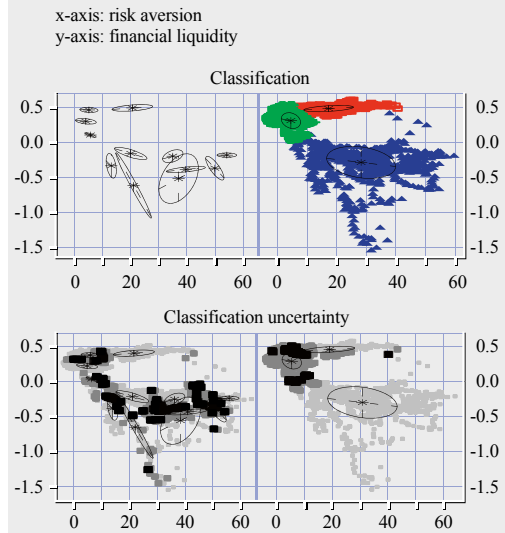 x-axis: risk aversion
y-axis: financial liquidity
Classification
0.5 0.5
0.0 0.0
-0.5 -0.5
-1.0 -1.0
-1.5 -1.5
0 20 40 60 0 20 40 60
Classification uncertainty
0.5 0.5
0.0 0.0
-0.5 -0.5
-1.0 -1.0
-1.5 -1.5
0 20 40 60 0 20 40 60